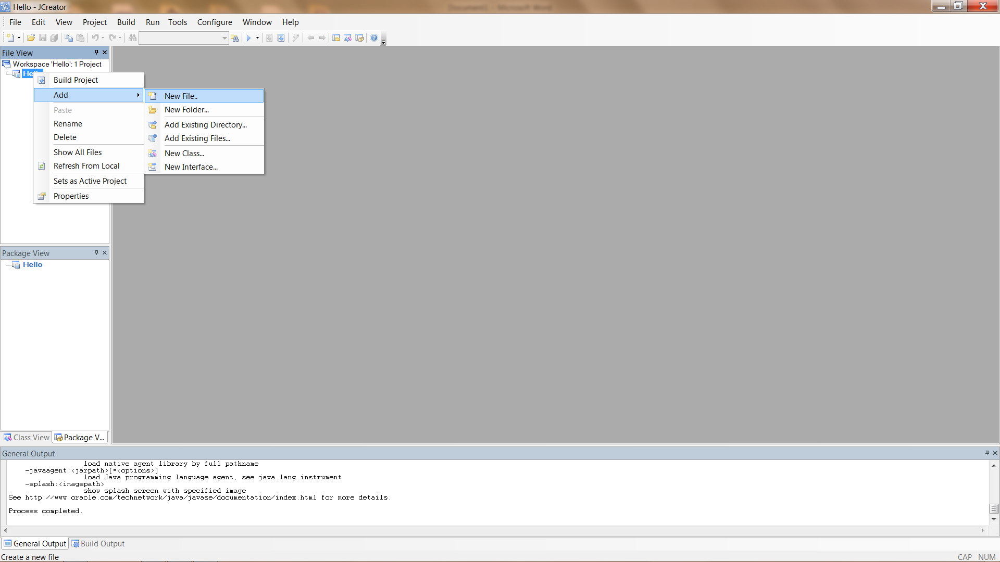 Hello - JCreator
Document1 - Microsoft Word
File Edit View Project Build Run Tools Configure Window Help
File View
Workspace 'Hello': 1 Project
Build Project
Add
Paste
Rename
Delete
Show All Files
Refresh From Local
Sets as Active Project
Properties
New File..
New Folder...
Add Existing Directory...
Add Existing Files...
New Class...
New Interface...
Package View
Hello
Class View Package V...
General Output
load native agent library by full pathname
-javaagent:<jarpath>[=<options>]
load Java programming language agent, see java.lang.instrument
-splash:<imagepath>
show splash screen with specified image
See http://www.oracle.com/technetwork/java/javase/documentation/index.html for more details.
Process completed.
General Output Build Output
Create a new file
CAP NUM